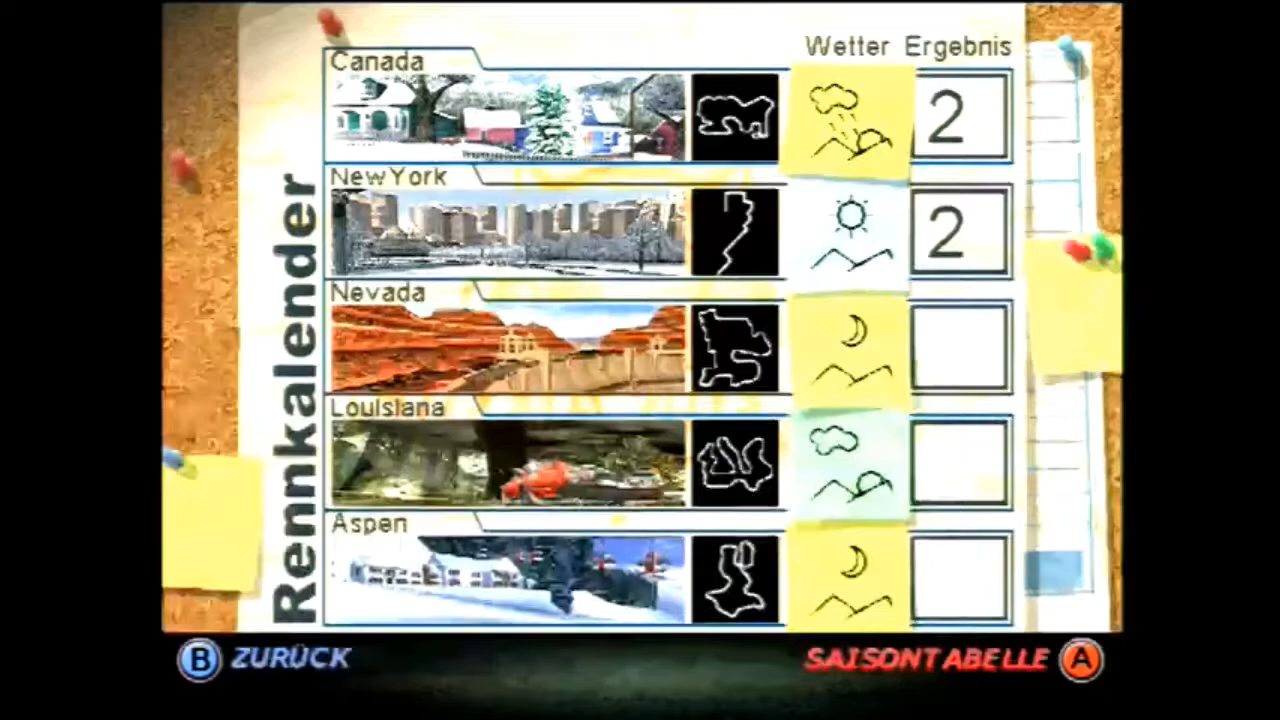 Wetter Ergebnis
Canada
2
NewYork
2
Nevada
Louisiana
Aspen
Rennkalender
B ZURÜCK
SAISONTABELLE A